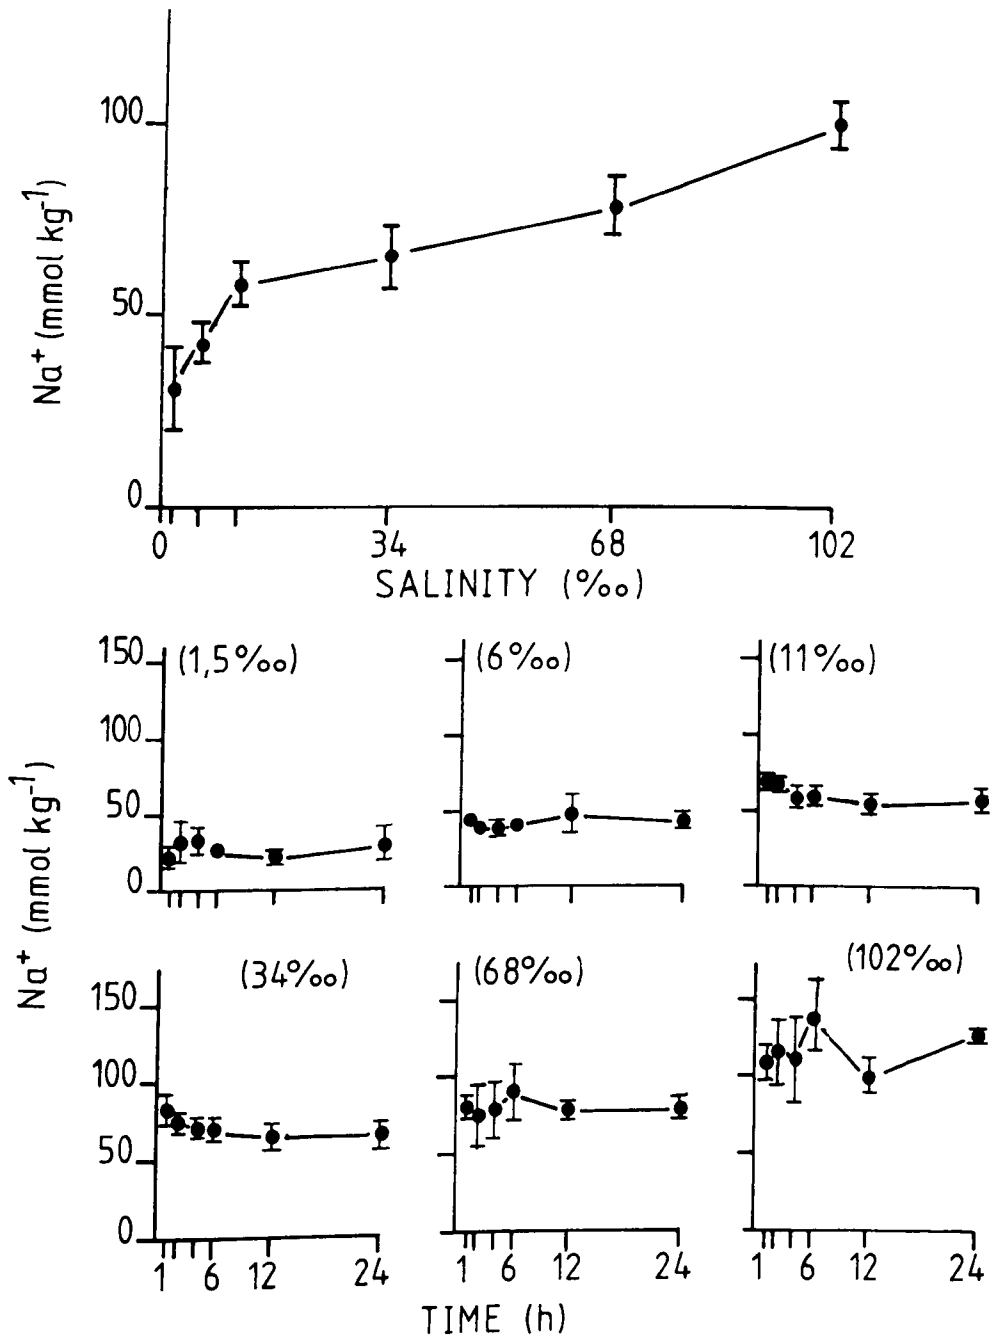 100
50
0
Na⁺ (mmol kg⁻¹)
0 34 68 102
SALINITY (‰)
150 (1,5‰) (6‰) (11‰)
100
50
0
Na⁺ (mmol kg⁻¹)
(34‰) (68‰) (102‰)
150
100
50
0
1 6 12 24 1 6 12 24 1 6 12 24
TIME (h)